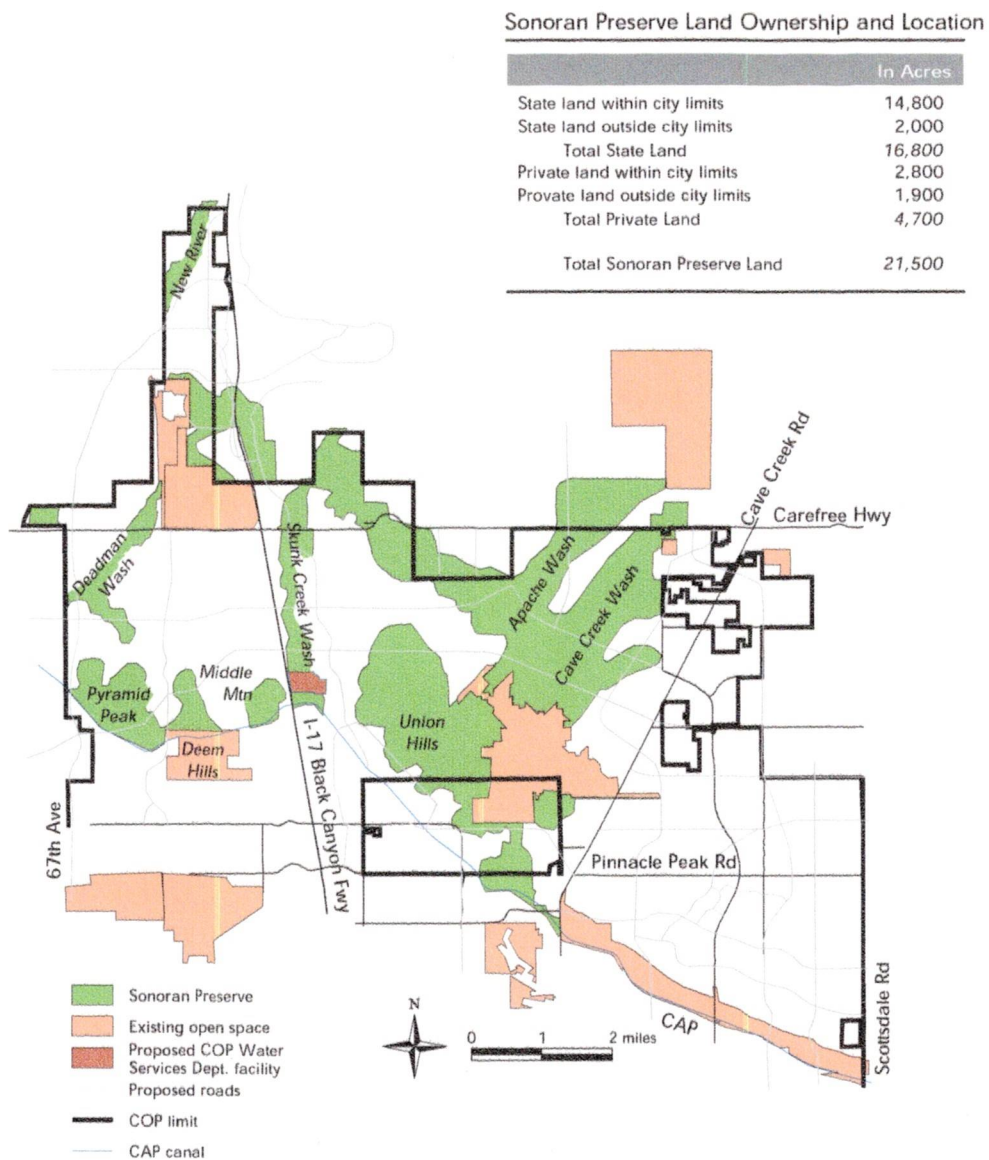 Sonoran Preserve Land Ownership and Location
In Acres
State land within city limits 14,800
State land outside city limits 2,000
Total State Land 16,800
Private land within city limits 2,800
Provate land outside city limits 1,900
Total Private Land 4,700
Total Sonoran Preserve Land 21,500
New River
Cave Creek Rd
Carefree Hwy
Deadman
Wash
Skunk Creek Wash
Apache Wash
Cave Creek Wash
Pyramid
Peak
Middle
Mtn
Union
Hills
Deem
Hills
I-17 Black Canyon Fwy
67th Ave
Pinnacle Peak Rd
Scottsdale Rd
CAP
Sonoran Preserve
Existing open space
Proposed COP Water
Services Dept. facility
Proposed roads
COP limit
CAP canal
N
0 1 2 miles